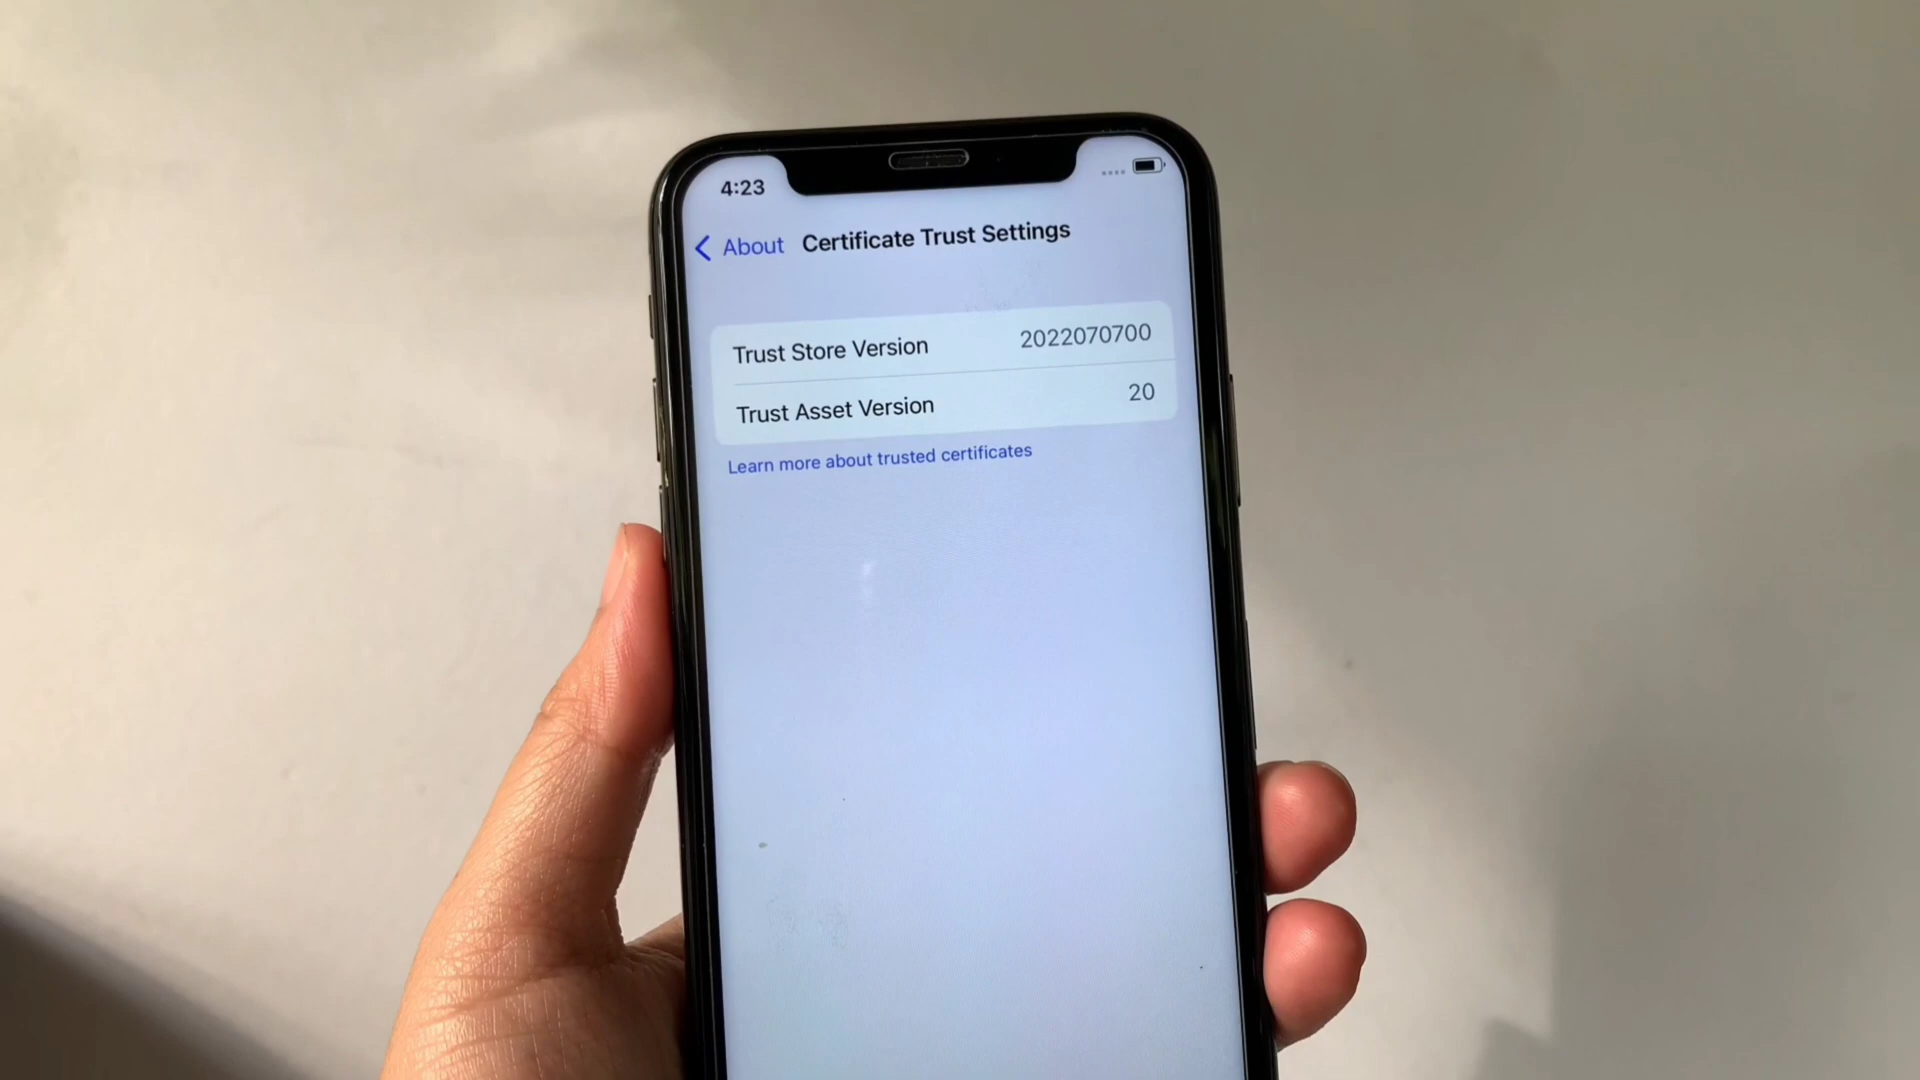 4:23
About Certificate Trust Settings
Trust Store Version 2022070700
Trust Asset Version 20
Learn more about trusted certificates